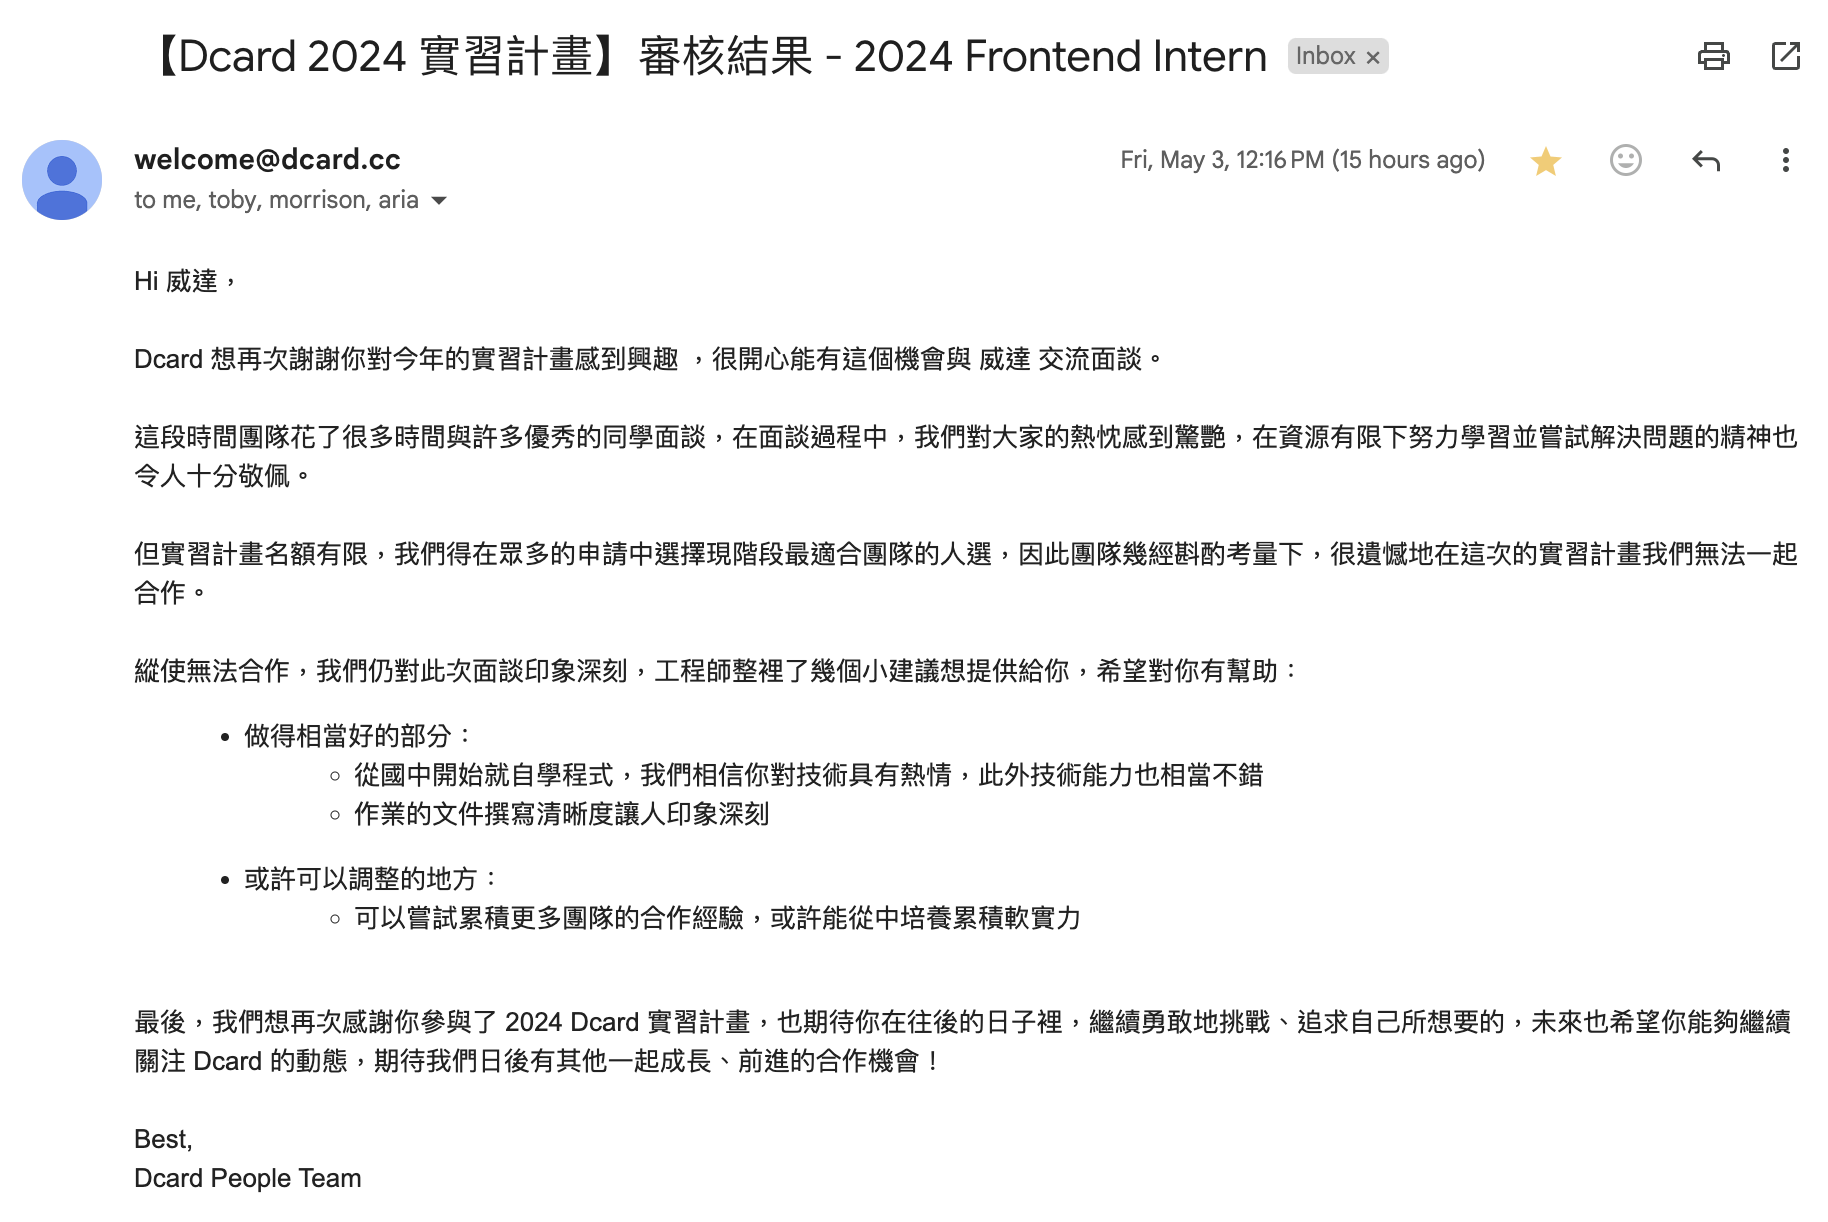 【Dcard 2024 實習計畫】審核結果 - 2024 Frontend Intern Inbox ×
welcome@dcard.cc
Fri, May 3, 12:16 PM (15 hours ago)
to me, toby, morrison, aria
Hi 威達，
Dcard 想再次謝謝你對今年的實習計畫感到興趣 ，很開心能有這個機會與 威達 交流面談。
這段時間團隊花了很多時間與許多優秀的同學面談，在面談過程中，我們對大家的熱忱感到驚艷，在資源有限下努力學習並嘗試解決問題的精神也
令人十分敬佩。
但實習計畫名額有限，我們得在眾多的申請中選擇現階段最適合團隊的人選，因此團隊幾經斟酌考量下，很遺憾地在這次的實習計畫我們無法一起
合作。
縱使無法合作，我們仍對此次面談印象深刻，工程師整裡了幾個小建議想提供給你，希望對你有幫助：
• 做得相當好的部分：
○ 從國中開始就自學程式，我們相信你對技術具有熱情，此外技術能力也相當不錯
○ 作業的文件撰寫清晰度讓人印象深刻
• 或許可以調整的地方：
○ 可以嘗試累積更多團隊的合作經驗，或許能從中培養累積軟實力
最後，我們想再次感謝你參與了 2024 Dcard 實習計畫，也期待你在往後的日子裡，繼續勇敢地挑戰、追求自己所想要的，未來也希望你能夠繼續
關注 Dcard 的動態，期待我們日後有其他一起成長、前進的合作機會！
Best,
Dcard People Team